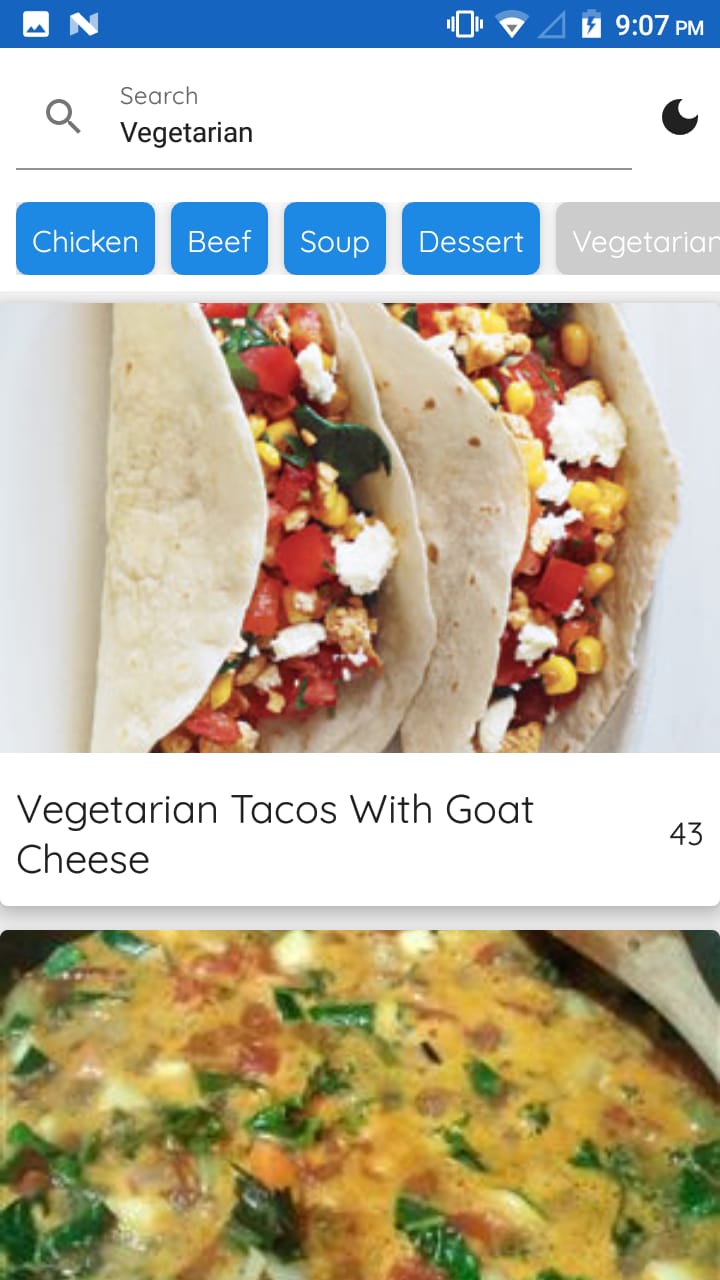 9:07 PM
Search
Vegetarian
Chicken Beef Soup Dessert Vegetarian
Vegetarian Tacos With Goat
Cheese
43